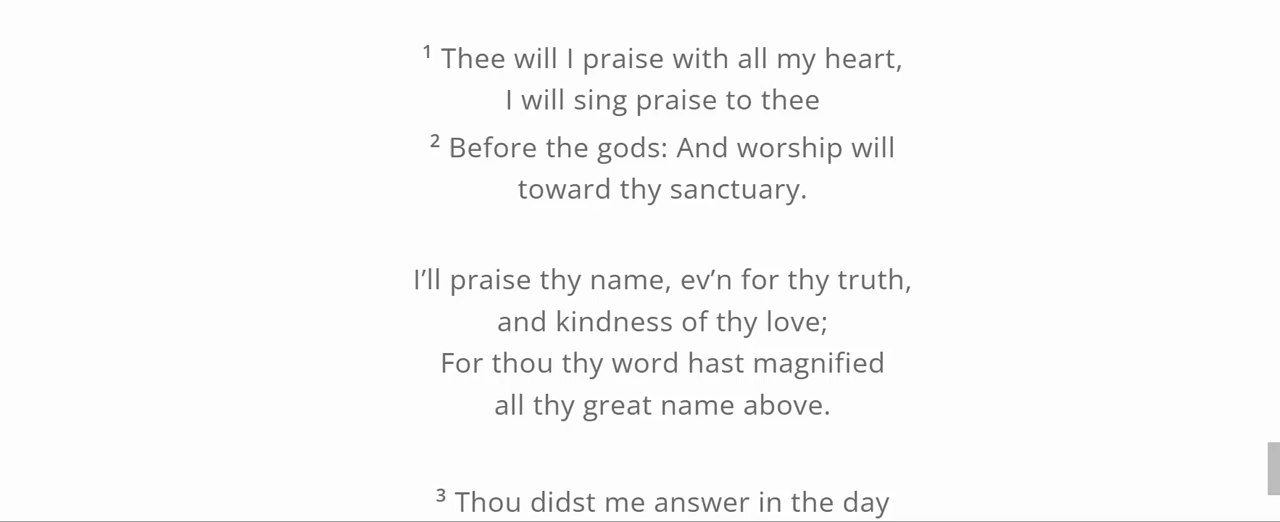 ¹ Thee will I praise with all my heart,
I will sing praise to thee
² Before the gods: And worship will
toward thy sanctuary.
I’ll praise thy name, ev’n for thy truth,
and kindness of thy love;
For thou thy word hast magnified
all thy great name above.
³ Thou didst me answer in the day